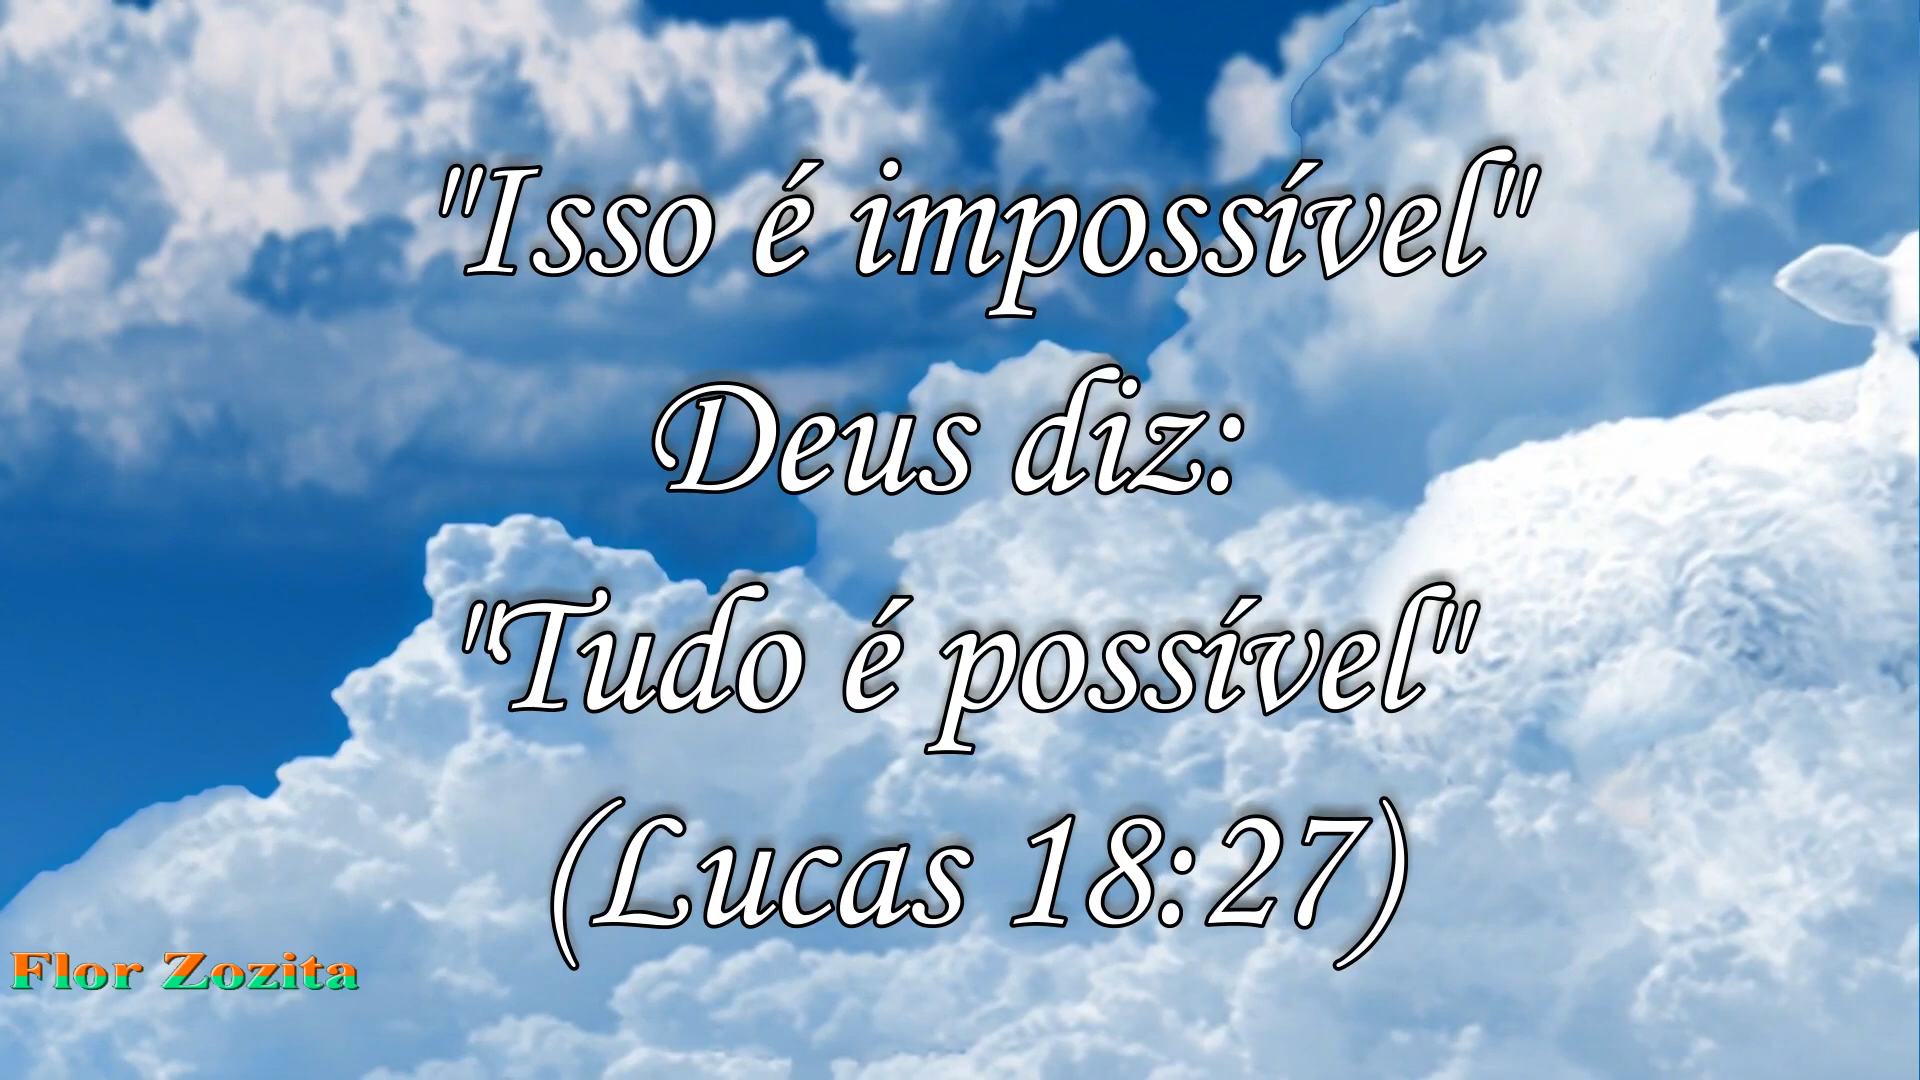 "Isso é impossível"
Deus diz:
"Tudo é possível"
(Lucas 18:27)
Flor Zozita